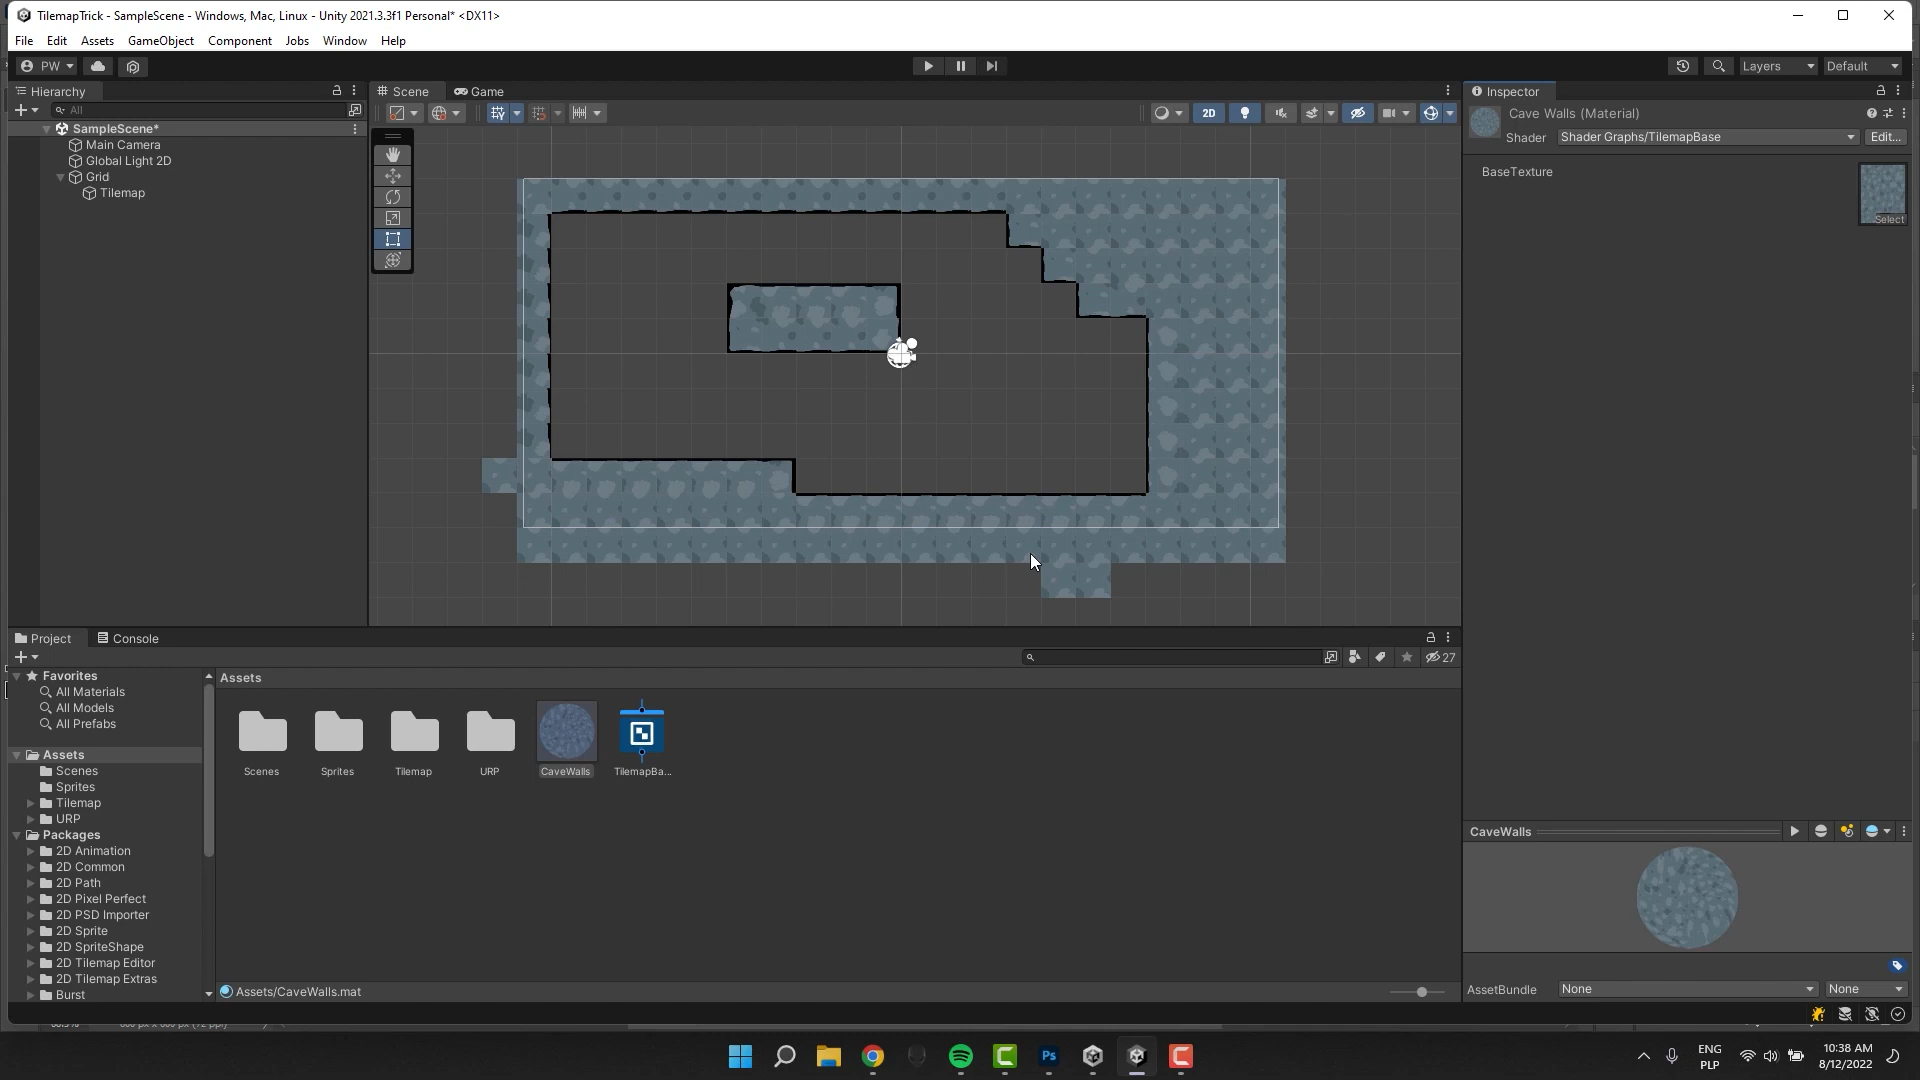 TilemapTrick - SampleScene - Windows, Mac, Linux - Unity 2021.3.3f1 Personal* <DX11>
File Edit Assets GameObject Component Jobs Window Help
PW Layers Default
Hierarchy Scene Game Inspector
All 2D Cave Walls (Material)
SampleScene* Shader Shader Graphs/TilemapBase Edit...
Main Camera
Global Light 2D BaseTexture
Grid
Tilemap
Select
Project Console
27
Favorites Assets
All Materials
All Models
All Prefabs
Assets
Scenes Sprites Tilemap URP CaveWalls TilemapBa...
Scenes
Sprites
Tilemap
URP
Packages CaveWalls
2D Animation
2D Common
2D Path
2D Pixel Perfect
2D PSD Importer
2D Sprite
2D SpriteShape
2D Tilemap Editor
2D Tilemap Extras
Burst Assets/CaveWalls.mat AssetBundle None None
Ps ENG 10:38 AM
PLP 8/12/2022